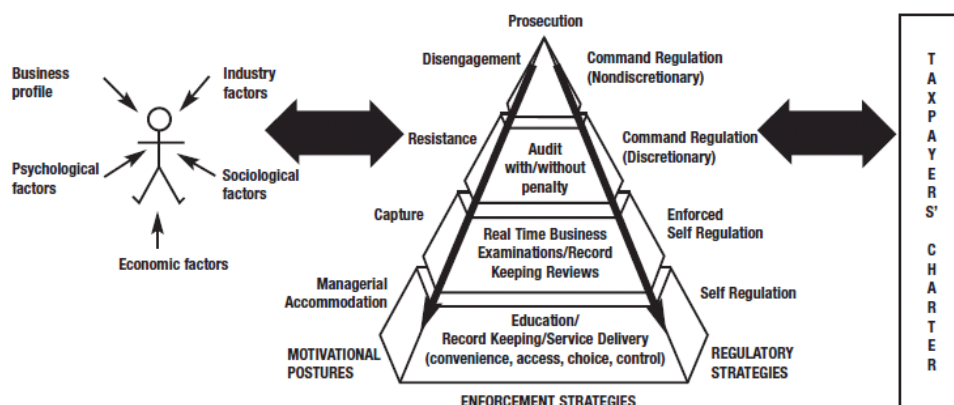 Prosecution
Disengagement
Command Regulation
(Nondiscretionary)
Business
profile
Industry
factors
Resistance
Audit
with/without
penalty
Command Regulation
(Discretionary)
Psychological
factors
Sociological
factors
Capture
Real Time Business
Examinations/Record
Keeping Reviews
Enforced
Self Regulation
Economic factors
Managerial
Accommodation
Self Regulation
Education/
Record Keeping/Service Delivery
(convenience, access, choice, control)
MOTIVATIONAL
POSTURES
REGULATORY
STRATEGIES
ENFORCEMENT STRATEGIES
TAXPAYERS'
CHARTER